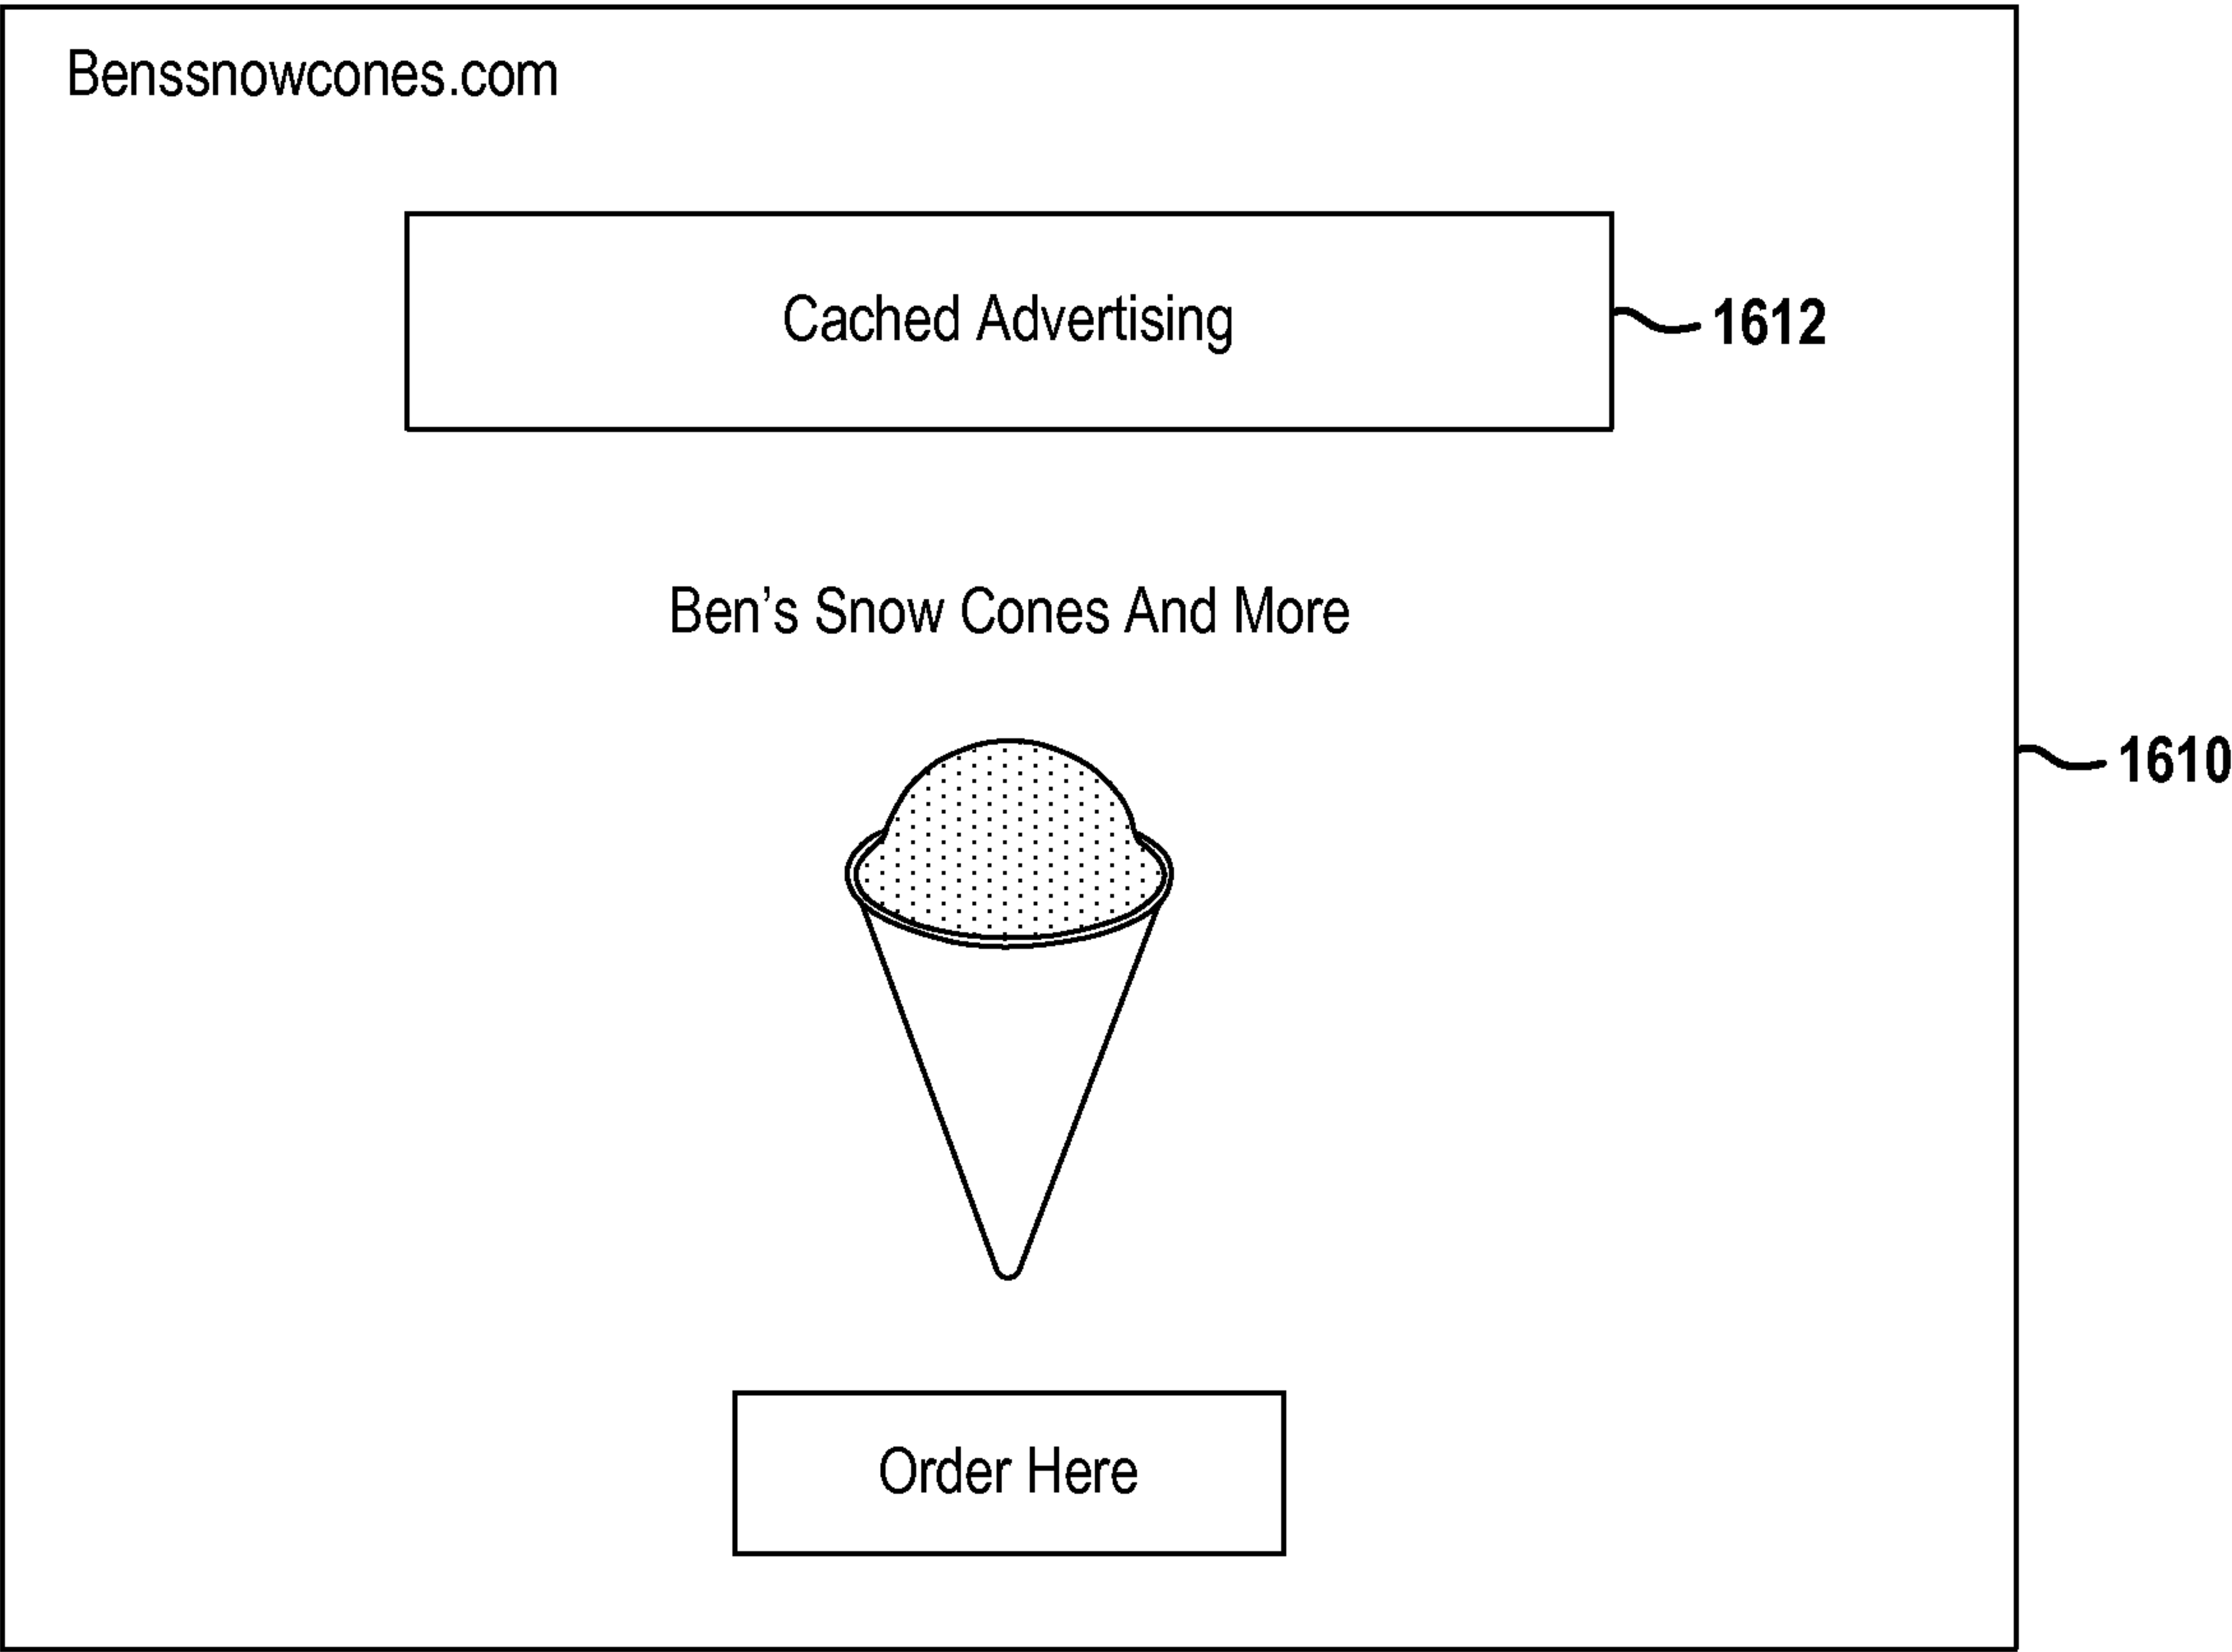 Benssnowcones.com
Cached Advertising
1612
Ben's Snow Cones And More
1610
Order Here